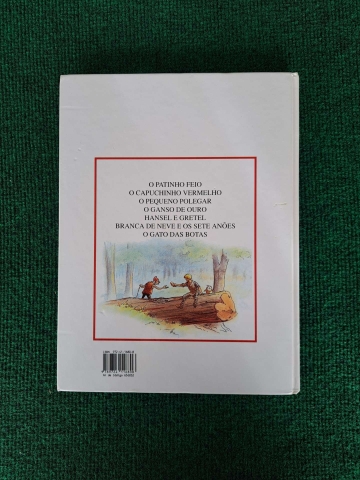 O PATINHO FEIO
O CAPUCHINHO VERMELHO
O PEQUENO POLEGAR
O GANSO DE OURO
HANSEL E GRETEL
BRANCA DE NEVE E OS SETE ANÕES
O GATO DAS BOTAS